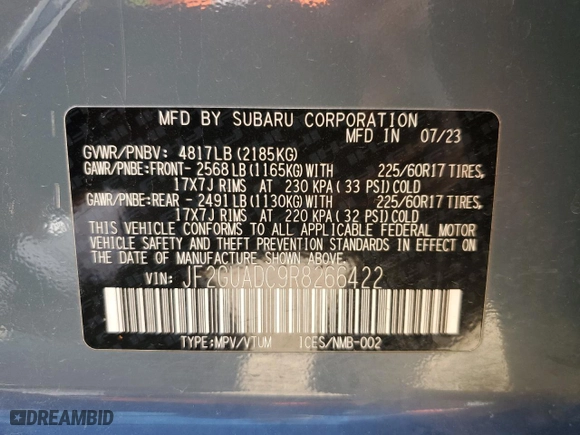 MFD BY SUBARU CORPORATION
MFD IN 07/23
GVWR/PNBV: 4817LB (2185KG)
GAWR/PNBE:FRONT- 2568 LB (1165KG) WITH 225/60R17 TIRES,
17X7J RIMS AT 230 KPA ( 33 PSI) COLD
GAWR/PNBE:REAR - 2491 LB (1130KG) WITH 225/60R17 TIRES,
17X7J RIMS AT 220 KPA ( 32 PSI) COLD
THIS VEHICLE CONFORMS TO ALL APPLICABLE FEDERAL MOTOR
VEHICLE SAFETY AND THEFT PREVENTION STANDARDS IN EFFECT ON
THE DATE OF MANUFACTURE SHOWN ABOVE.
VIN: JF2GUADC9R8266422
TYPE:MPV/VTUM ICES/NMB-002
DREAMBID